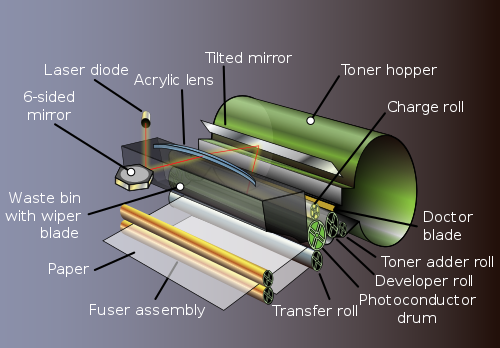 Tilted mirror
Laser diode
Toner hopper
Acrylic lens
6-sided
mirror
Charge roll
Waste bin
with wiper
blade
Doctor
blade
Toner adder roll
Paper
Developer roll
Photoconductor
drum
Fuser assembly
Transfer roll